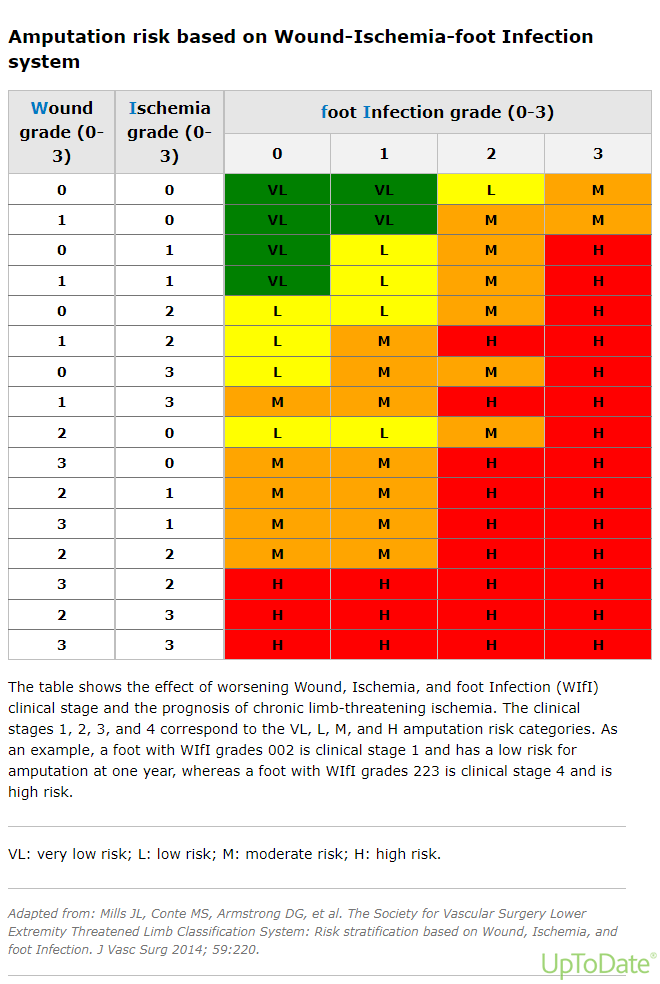 Amputation risk based on Wound-Ischemia-foot Infection
system
Wound grade (0-3) Ischemia grade (0-3) foot Infection grade (0-3)
0 1 2 3
0 0 VL VL L M
1 0 VL VL M M
0 1 VL L M H
1 1 VL L M H
0 2 L L M H
1 2 L M H H
0 3 L M M H
1 3 M M H H
2 0 L L M H
3 0 M M H H
2 1 M M H H
3 1 M M H H
2 2 M M H H
3 2 H H H H
2 3 H H H H
3 3 H H H H
The table shows the effect of worsening Wound, Ischemia, and foot Infection (WIfI)
clinical stage and the prognosis of chronic limb-threatening ischemia. The clinical
stages 1, 2, 3, and 4 correspond to the VL, L, M, and H amputation risk categories. As
an example, a foot with WIfI grades 002 is clinical stage 1 and has a low risk for
amputation at one year, whereas a foot with WIfI grades 223 is clinical stage 4 and is
high risk.
VL: very low risk; L: low risk; M: moderate risk; H: high risk.
Adapted from: Mills JL, Conte MS, Armstrong DG, et al. The Society for Vascular Surgery Lower
Extremity Threatened Limb Classification System: Risk stratification based on Wound, Ischemia, and
foot Infection. J Vasc Surg 2014; 59:220.
UpToDate®